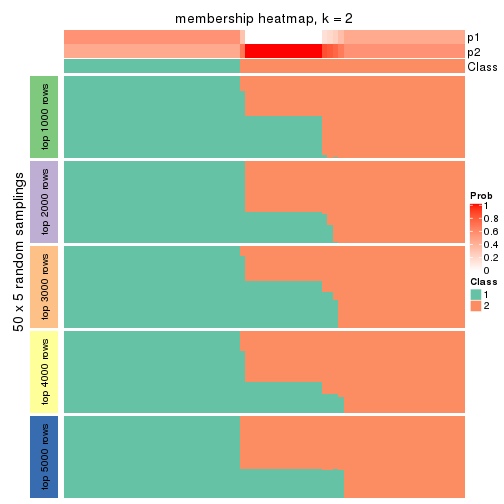 membership heatmap, k = 2
p1
p2
Class
50 x 5 random samplings
top 1000 rows
top 2000 rows
top 3000 rows
top 4000 rows
top 5000 rows
Prob
1
0.8
0.6
0.4
0.2
0
Class
1
2